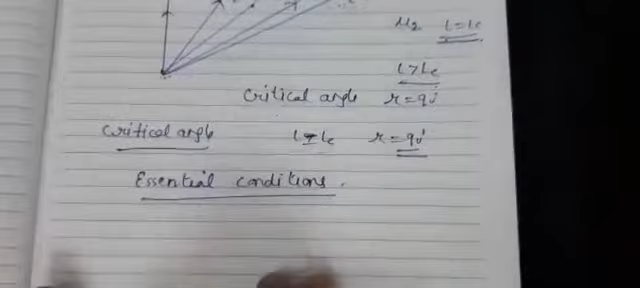 μ2 i=ic
i>ic
Critical angle r=90°
Critical angle i=ic r=90°
Essential conditions.